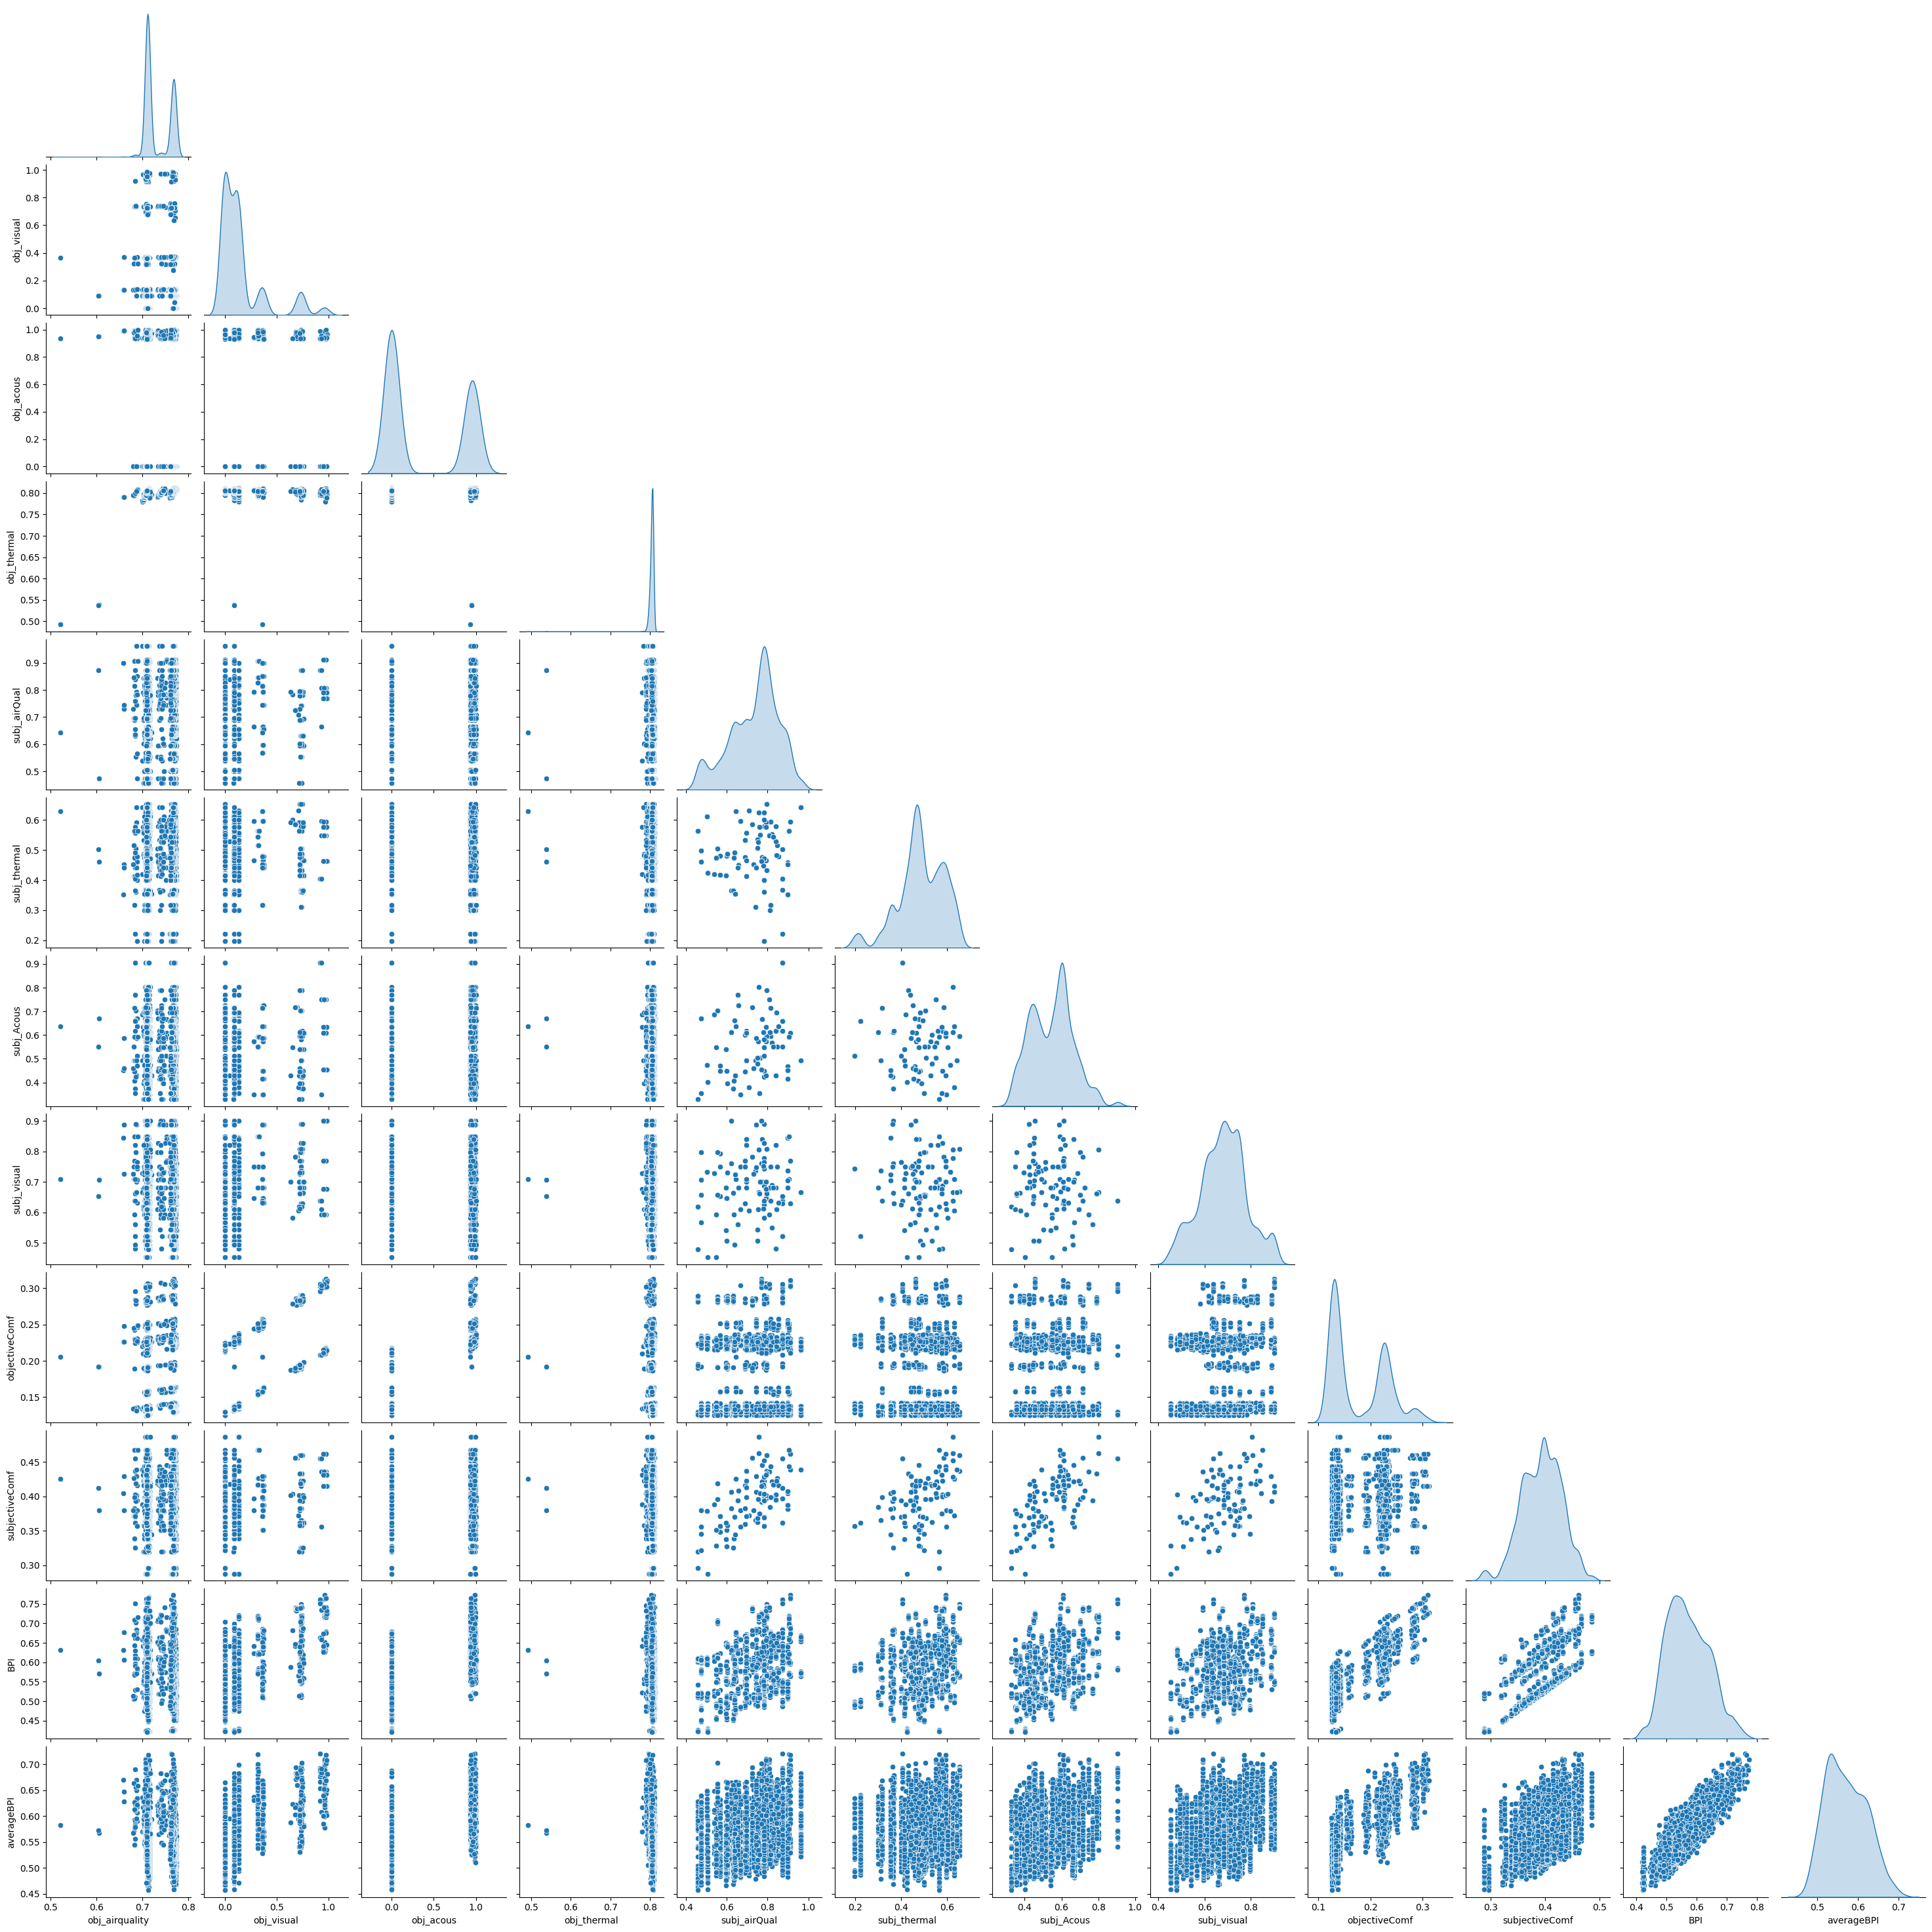 1.0
0.8
0.6
0.4
0.2
0.0
obj_visual
1.0
0.8
0.6
0.4
0.2
0.0
obj_acous
0.80
0.75
0.70
0.65
0.60
0.55
0.50
obj_thermal
0.9
0.8
0.7
0.6
0.5
subj_airQual
0.6
0.5
0.4
0.3
0.2
subj_thermal
0.9
0.8
0.7
0.6
0.5
0.4
subj_Acous
0.9
0.8
0.7
0.6
0.5
subj_visual
0.30
0.25
0.20
0.15
objectiveComf
0.45
0.40
0.35
0.30
subjectiveComf
0.75
0.70
0.65
0.60
0.55
0.50
0.45
BPI
0.70
0.65
0.60
0.55
0.50
0.45
averageBPI
0.5 0.6 0.7 0.8
obj_airquality
0.0 0.5 1.0
obj_visual
0.0 0.5 1.0
obj_acous
0.5 0.6 0.7 0.8
obj_thermal
0.4 0.6 0.8 1.0
subj_airQual
0.2 0.4 0.6
subj_thermal
0.4 0.6 0.8 1.0
subj_Acous
0.4 0.6 0.8
subj_visual
0.1 0.2 0.3
objectiveComf
0.3 0.4 0.5
subjectiveComf
0.4 0.5 0.6 0.7 0.8
BPI
0.5 0.6 0.7
averageBPI